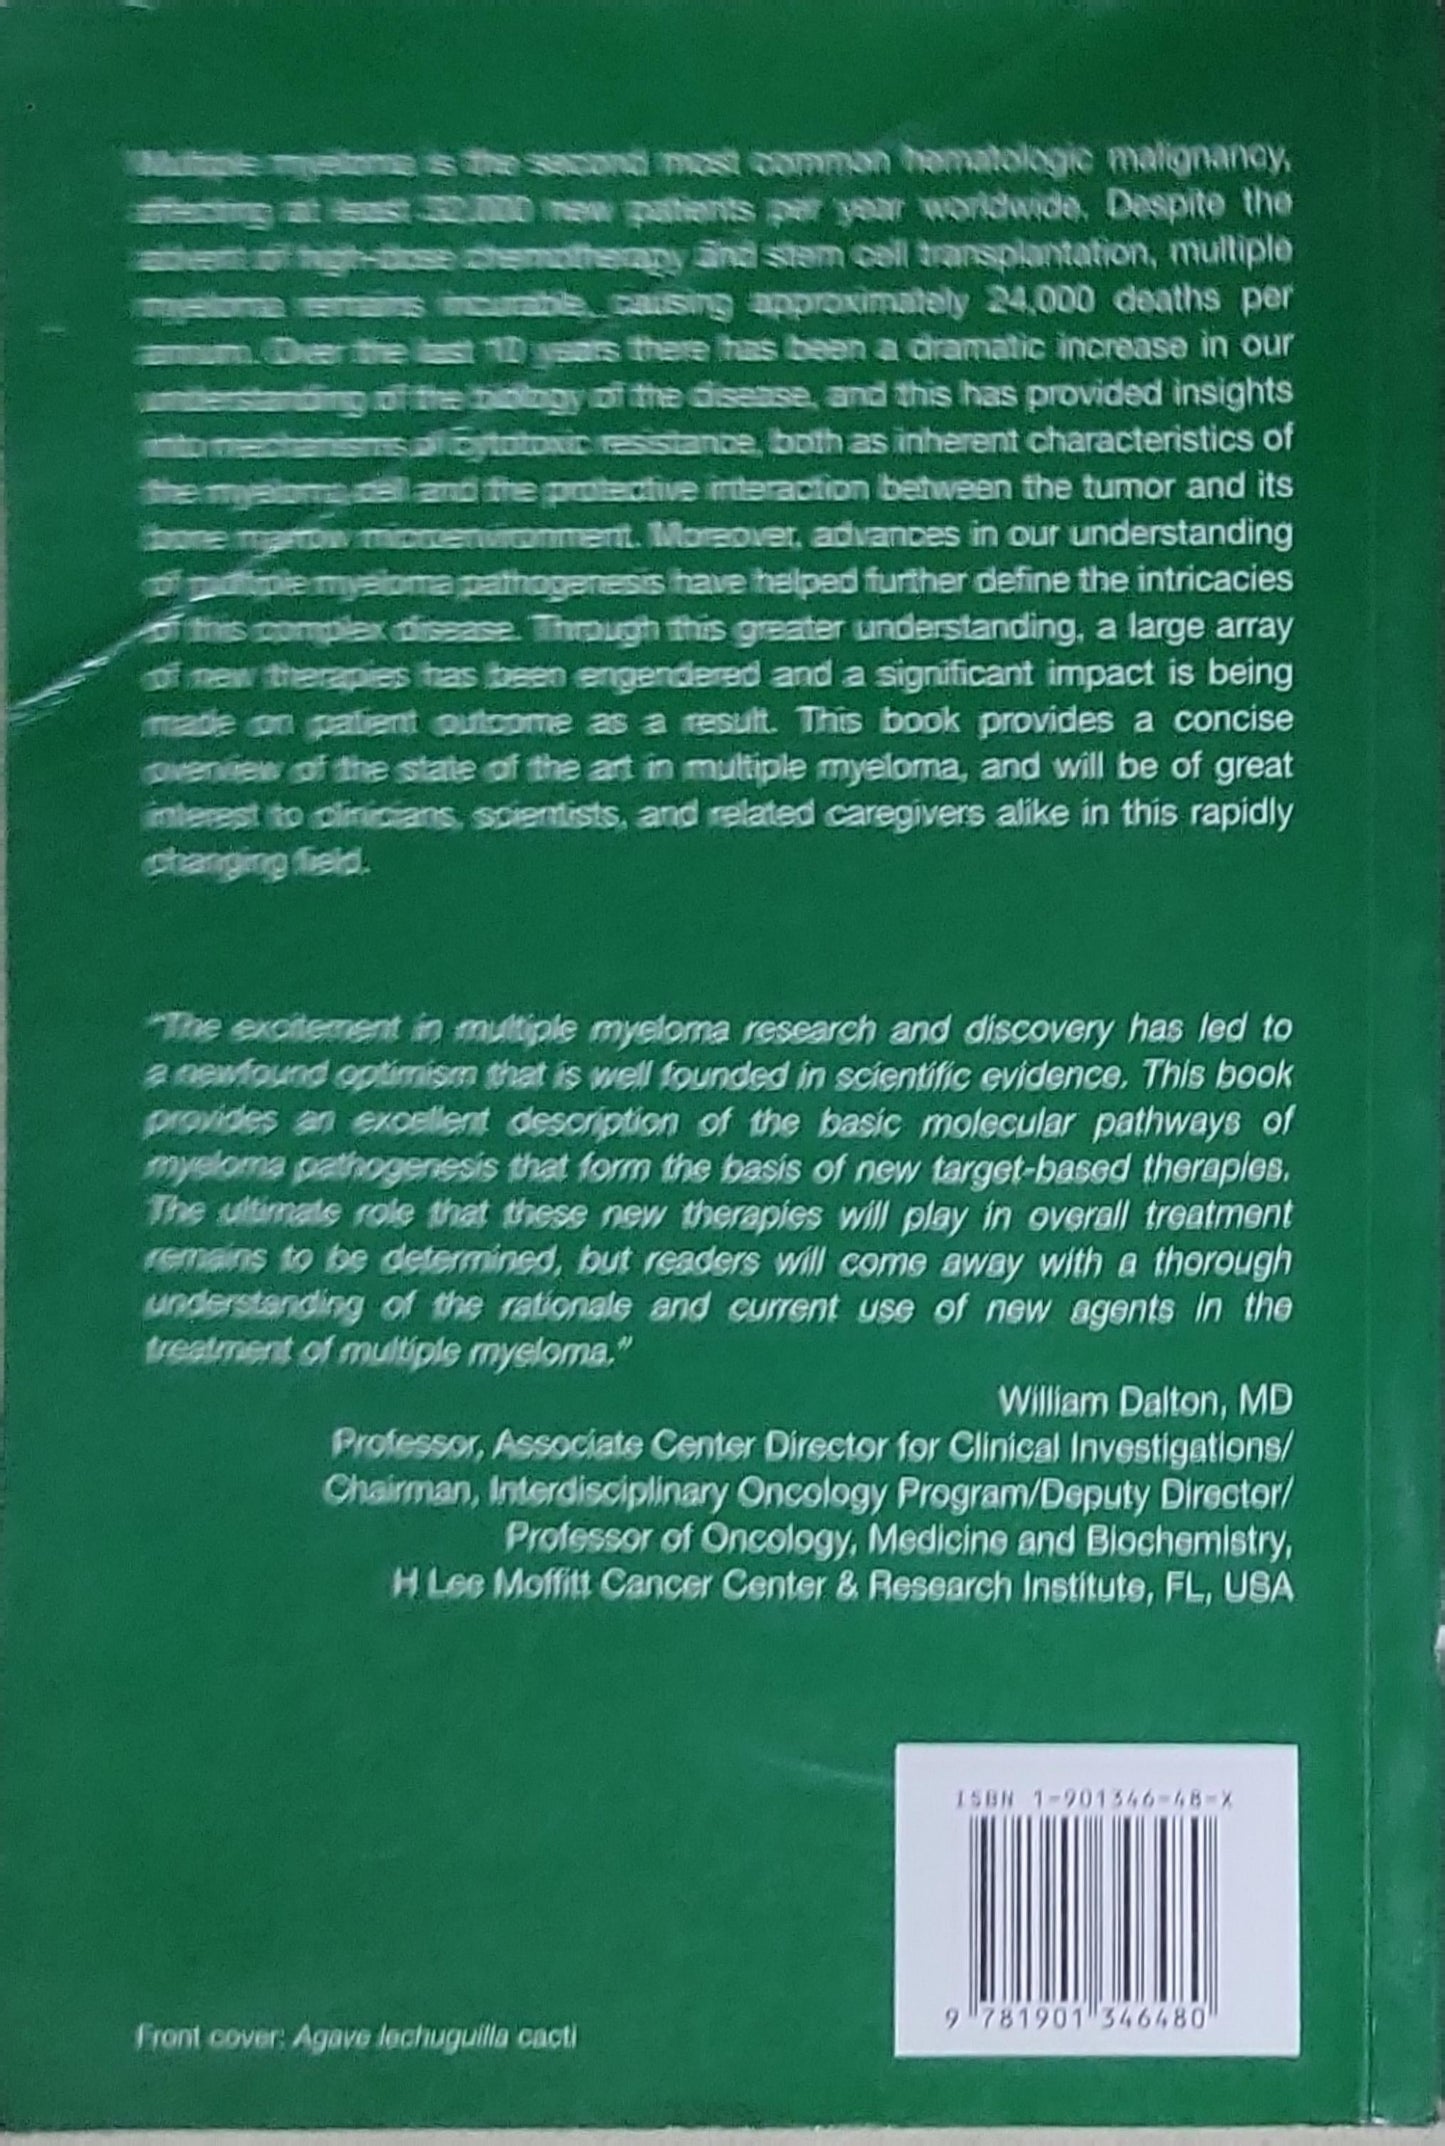 Multiple myeloma is the second most common hematologic malignancy,
affecting at least 32,000 new patients per year worldwide. Despite the
advent of high-dose chemotherapy and stem cell transplantation, multiple
myeloma remains incurable, causing approximately 24,000 deaths per
annum. Over the last 10 years there has been a dramatic increase in our
understanding of the biology of the disease, and this has provided insights
into mechanisms of cytotoxic resistance, both as inherent characteristics of
the myeloma cell and the protective interaction between the tumor and its
bone marrow microenvironment. Moreover, advances in our understanding
of multiple myeloma pathogenesis have helped further define the intricacies
of this complex disease. Through this greater understanding, a large array
of new therapies has been engendered and a significant impact is being
made on patient outcome as a result. This book provides a concise
overview of the state of the art in multiple myeloma, and will be of great
interest to clinicians, scientists, and related caregivers alike in this rapidly
changing field.
"The excitement in multiple myeloma research and discovery has led to
a newfound optimism that is well founded in scientific evidence. This book
provides an excellent description of the basic molecular pathways of
myeloma pathogenesis that form the basis of new target-based therapies.
The ultimate role that these new therapies will play in overall treatment
remains to be determined, but readers will come away with a thorough
understanding of the rationale and current use of new agents in the
treatment of multiple myeloma."
William Dalton, MD
Professor, Associate Center Director for Clinical Investigations/
Chairman, Interdisciplinary Oncology Program/Deputy Director/
Professor of Oncology, Medicine and Biochemistry,
H Lee Moffitt Cancer Center & Research Institute, FL, USA
ISBN 1-901346-48-X
9 781901 346480
Front cover: Agave lechuguilla cacti